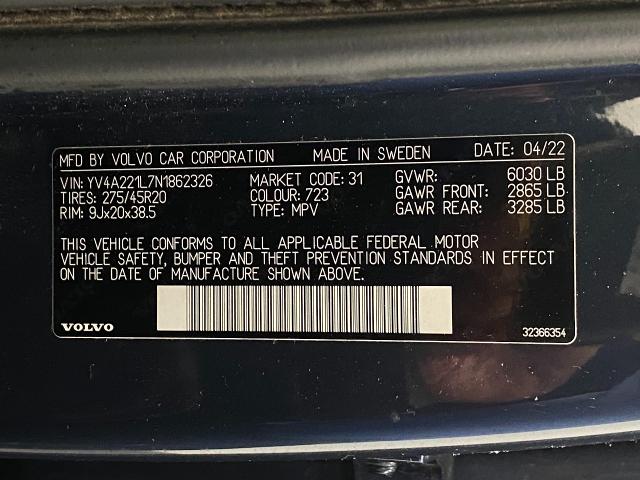 MFD BY VOLVO CAR CORPORATION MADE IN SWEDEN DATE: 04/22
VIN: YV4A221L7N1862326 MARKET CODE: 31 GVWR: 6030 LB
TIRES: 275/45R20 COLOUR: 723 GAWR FRONT: 2865 LB
RIM: 9Jx20x38.5 TYPE: MPV GAWR REAR: 3285 LB
THIS VEHICLE CONFORMS TO ALL APPLICABLE FEDERAL MOTOR
VEHICLE SAFETY, BUMPER AND THEFT PREVENTION STANDARDS IN EFFECT
ON THE DATE OF MANUFACTURE SHOWN ABOVE.
VOLVO 32366354